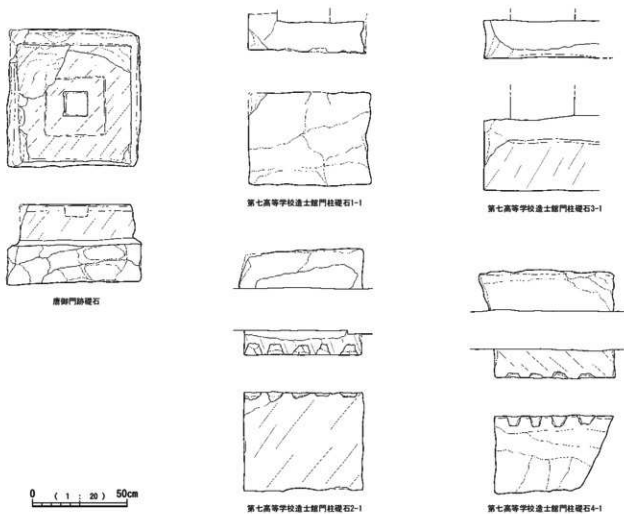 第七高等学校造士館門柱礎石1-1
第七高等学校造士館門柱礎石3-1
唐御門跡礎石
第七高等学校造士館門柱礎石2-1
第七高等学校造士館門柱礎石4-1
0 ( 1 : 20 ) 50cm